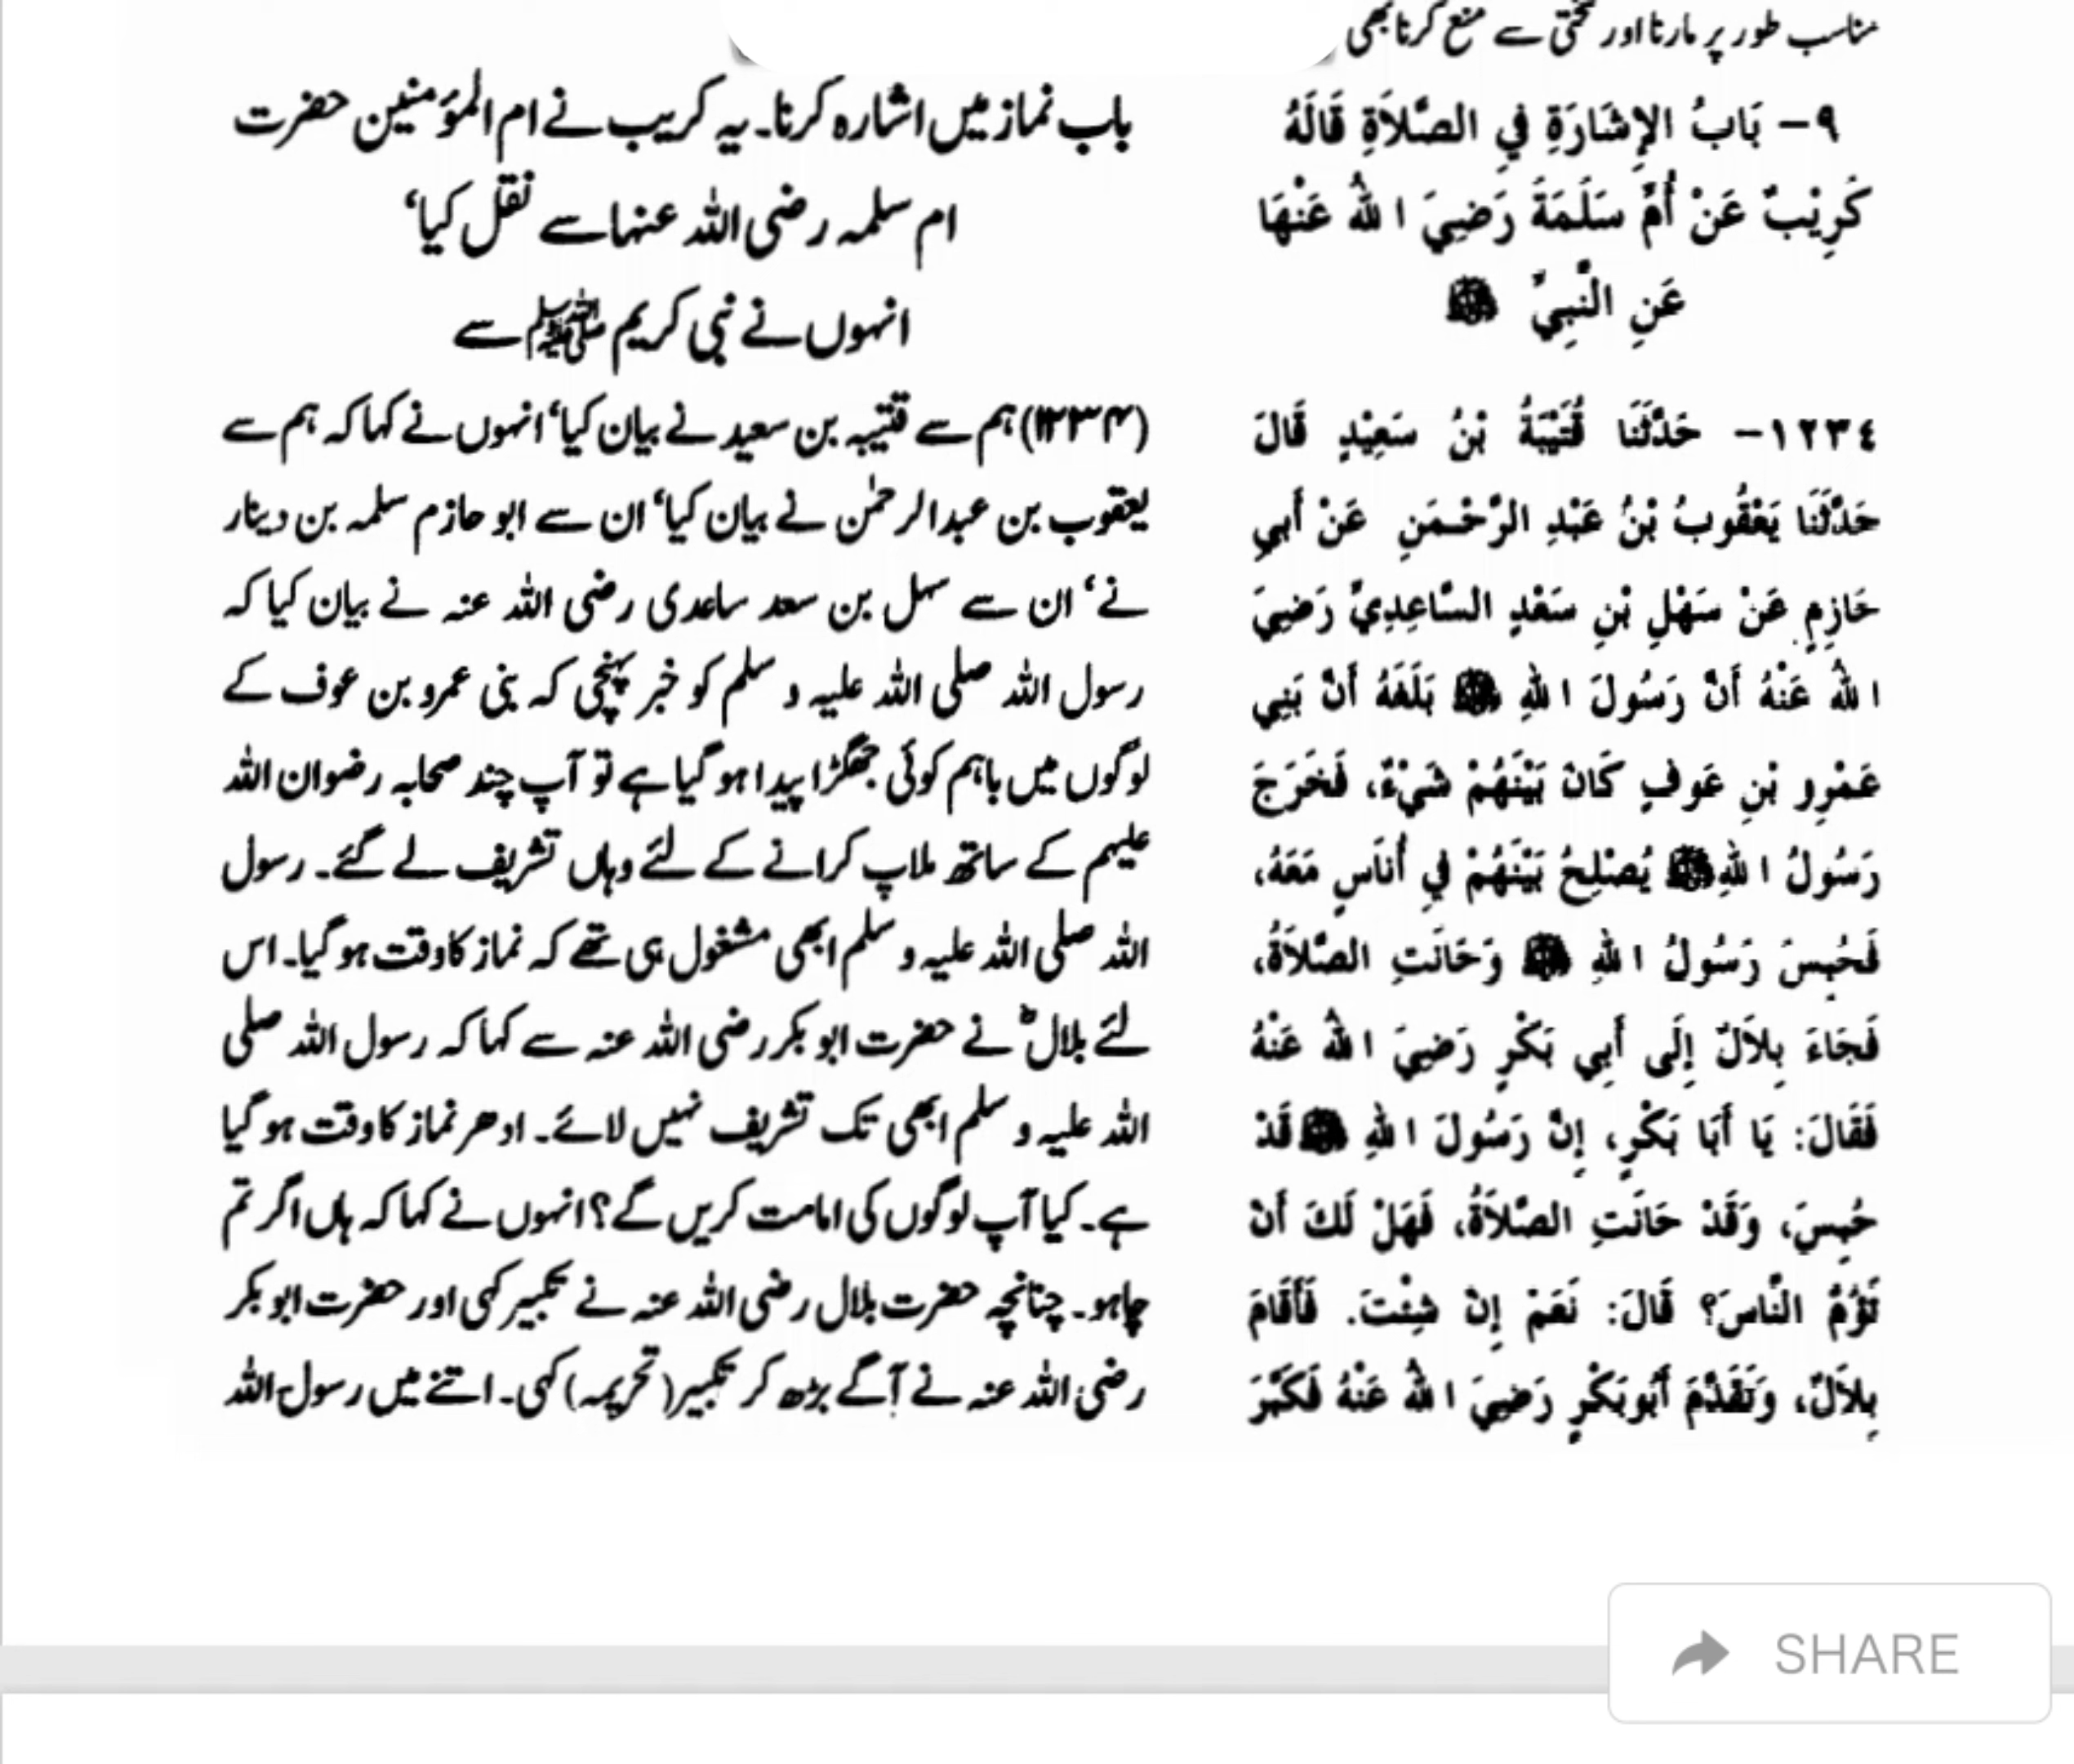 مناسب طور پر مارنا اور سختی سے منع کرنا بھی
٩- بَابُ الإِشَارَةِ فِي الصَّلاَةِ قَالَهُ
كُرَيْبٌ عَنْ أُمِّ سَلَمَةَ رَضِيَ ا للهُ عَنْهَا
عَنِ النَّبِيِّ ﷺ
١٢٣٤- حَدَّثَنَا قُتَيْبَةُ بْنُ سَعِيْدٍ قَالَ
حَدَّثَنَا يَعْقُوبُ بْنُ عَبْدِ الرَّحْمَنِ عَنْ أَبِي
حَازِمٍ عَنْ سَهْلِ بْنِ سَعْدٍ السَّاعِدِيِّ رَضِيَ
ا للهُ عَنْهُ أَنَّ رَسُولَ ا للهِ ﷺ بَلَغَهُ أَنَّ بَنِي
عَمْرِو بْنِ عَوفٍ كَانَ بَيْنَهُمْ شَيْءٌ، فَخَرَجَ
رَسُولُ ا للهِ ﷺ يُصْلِحُ بَيْنَهُمْ فِي أُنَاسٍ مَعَهُ،
فَحُبِسَ رَسُولُ ا للهِ ﷺ وَحَانَتِ الصَّلاَةُ،
فَجَاءَ بِلاَلٌ إِلَى أَبِي بَكْرٍ رَضِيَ ا للهُ عَنْهُ
فَقَالَ: يَا أَبَا بَكْرٍ، إِنَّ رَسُولَ ا للهِ ﷺ قَدْ
حُبِسَ، وَقَدْ حَانَتِ الصَّلاَةُ، فَهَلْ لَكَ أَنْ
تَؤُمَّ النَّاسَ؟ قَالَ: نَعَمْ إِنْ شِئْتَ. فَأَقَامَ
بِلاَلٌ، وَتَقَدَّمَ أَبُوبَكْرٍ رَضِيَ ا للهُ عَنْهُ فَكَبَّرَ
باب نماز میں اشارہ کرنا۔ یہ کریب نے ام المؤمنین حضرت
ام سلمہ رضی اللہ عنہا سے نقل کیا‘
انہوں نے نبی کریم ﷺ سے
(۱۲۳۴) ہم سے قتیبہ بن سعید نے بیان کیا‘ انہوں نے کہا کہ ہم سے
یعقوب بن عبدالرحمٰن نے بیان کیا‘ ان سے ابو حازم سلمہ بن دینار
نے‘ ان سے سہل بن سعد ساعدی رضی اللہ عنہ نے بیان کیا کہ
رسول اللہ صلی اللہ علیہ و سلم کو خبر پہنچی کہ بنی عمرو بن عوف کے
لوگوں میں باہم کوئی جھگڑا پیدا ہو گیا ہے تو آپ چند صحابہ رضوان اللہ
علیہم کے ساتھ ملاپ کرانے کے لئے وہاں تشریف لے گئے۔ رسول
اللہ صلی اللہ علیہ و سلم ابھی مشغول ہی تھے کہ نماز کا وقت ہو گیا۔ اس
لئے بلالؓ نے حضرت ابو بکر رضی اللہ عنہ سے کہا کہ رسول اللہ صلی
اللہ علیہ و سلم ابھی تک تشریف نہیں لائے۔ ادھر نماز کا وقت ہو گیا
ہے۔ کیا آپ لوگوں کی امامت کریں گے؟ انہوں نے کہا کہ ہاں اگر تم
چاہو۔ چنانچہ حضرت بلال رضی اللہ عنہ نے تکبیر کہی اور حضرت ابو بکر
رضی اللہ عنہ نے آگے بڑھ کر تکبیر (تحریمہ) کہی۔ اتنے میں رسول اللہ
SHARE